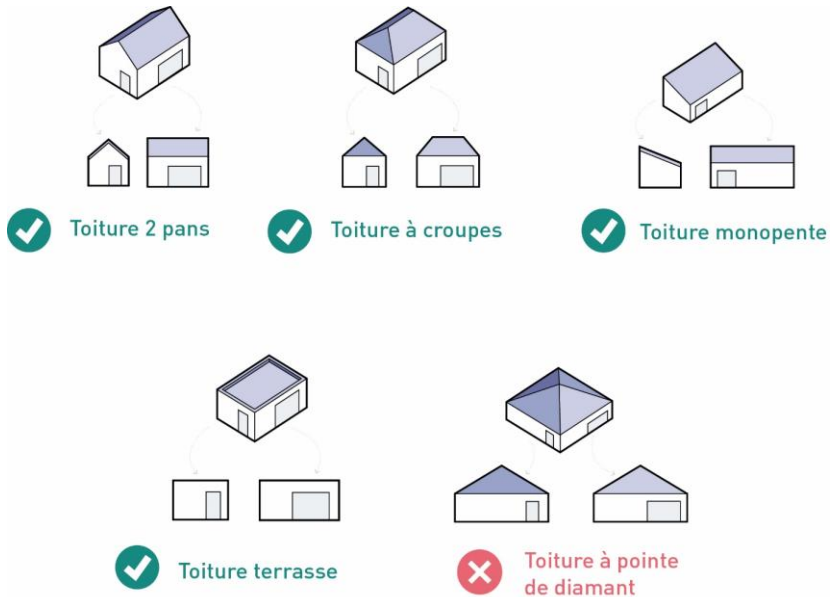 Toiture 2 pans
Toiture à croupes
Toiture monopente
Toiture terrasse
Toiture à pointe
de diamant